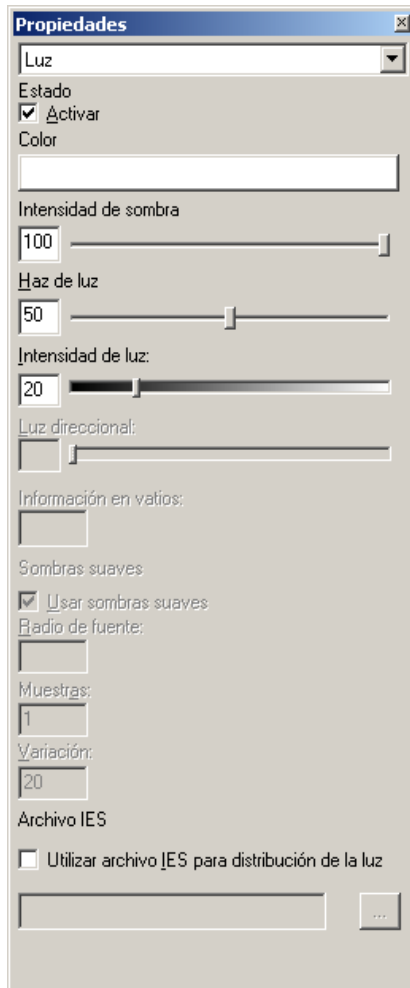 Propiedades
Luz
Estado
Activar
Color
Intensidad de sombra
100
Haz de luz
50
Intensidad de luz:
20
Luz direccional:
Información en vatios:
Sombras suaves
Usar sombras suaves
Radio de fuente:
Muestras:
1
Variación:
20
Archivo IES
Utilizar archivo IES para distribución de la luz
...